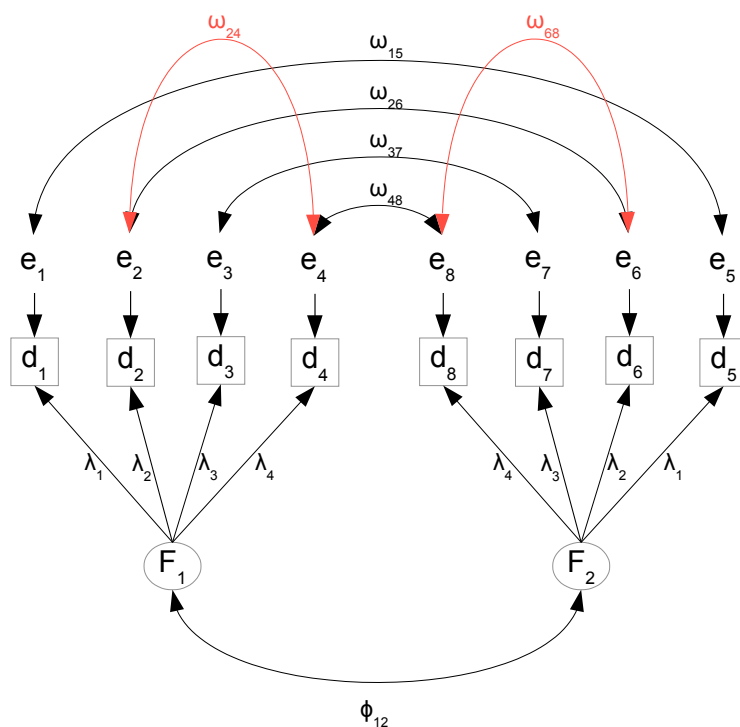 ω₂₄ ω₆₈
ω₁₅
ω₂₆
ω₃₇
ω₄₈
e₁ e₂ e₃ e₄ e₈ e₇ e₆ e₅
d₁ d₂ d₃ d₄ d₈ d₇ d₆ d₅
λ₁ λ₂ λ₃ λ₄ λ₄ λ₃ λ₂ λ₁
F₁ F₂
ϕ₁₂